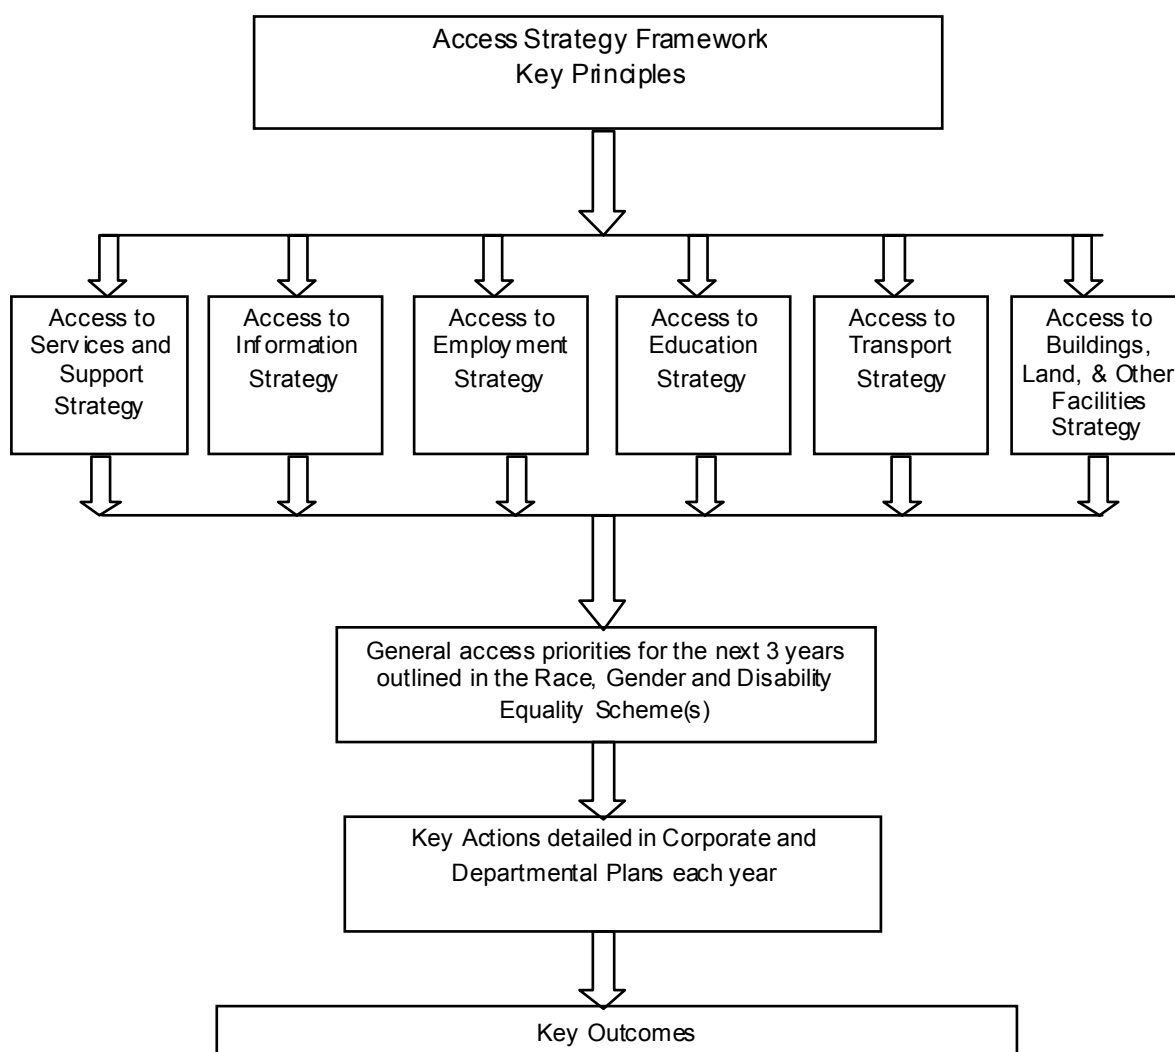 Access Strategy Framework
Key Principles
Access to
Services and
Support
Strategy
Access to
Information
Strategy
Access to
Employment
Strategy
Access to
Education
Strategy
Access to
Transport
Strategy
Access to
Buildings,
Land, & Other
Facilities
Strategy
General access priorities for the next 3 years
outlined in the Race, Gender and Disability
Equality Scheme(s)
Key Actions detailed in Corporate and
Departmental Plans each year
Key Outcomes